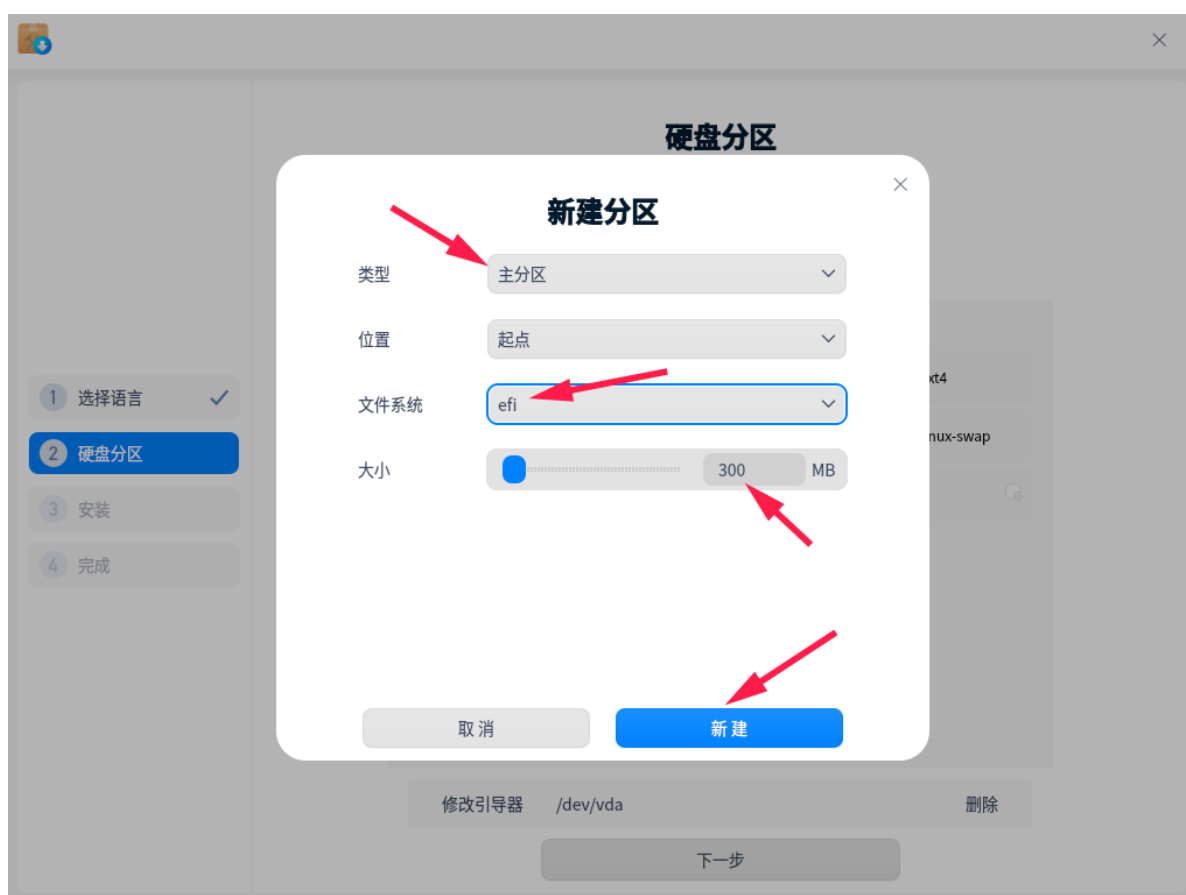 硬盘分区
新建分区
类型 主分区
位置 起点
文件系统 efi
大小 300 MB
取消 新建
1 选择语言
2 硬盘分区
3 安装
4 完成
xt4
nux-swap
修改引导器 /dev/vda 删除
下一步